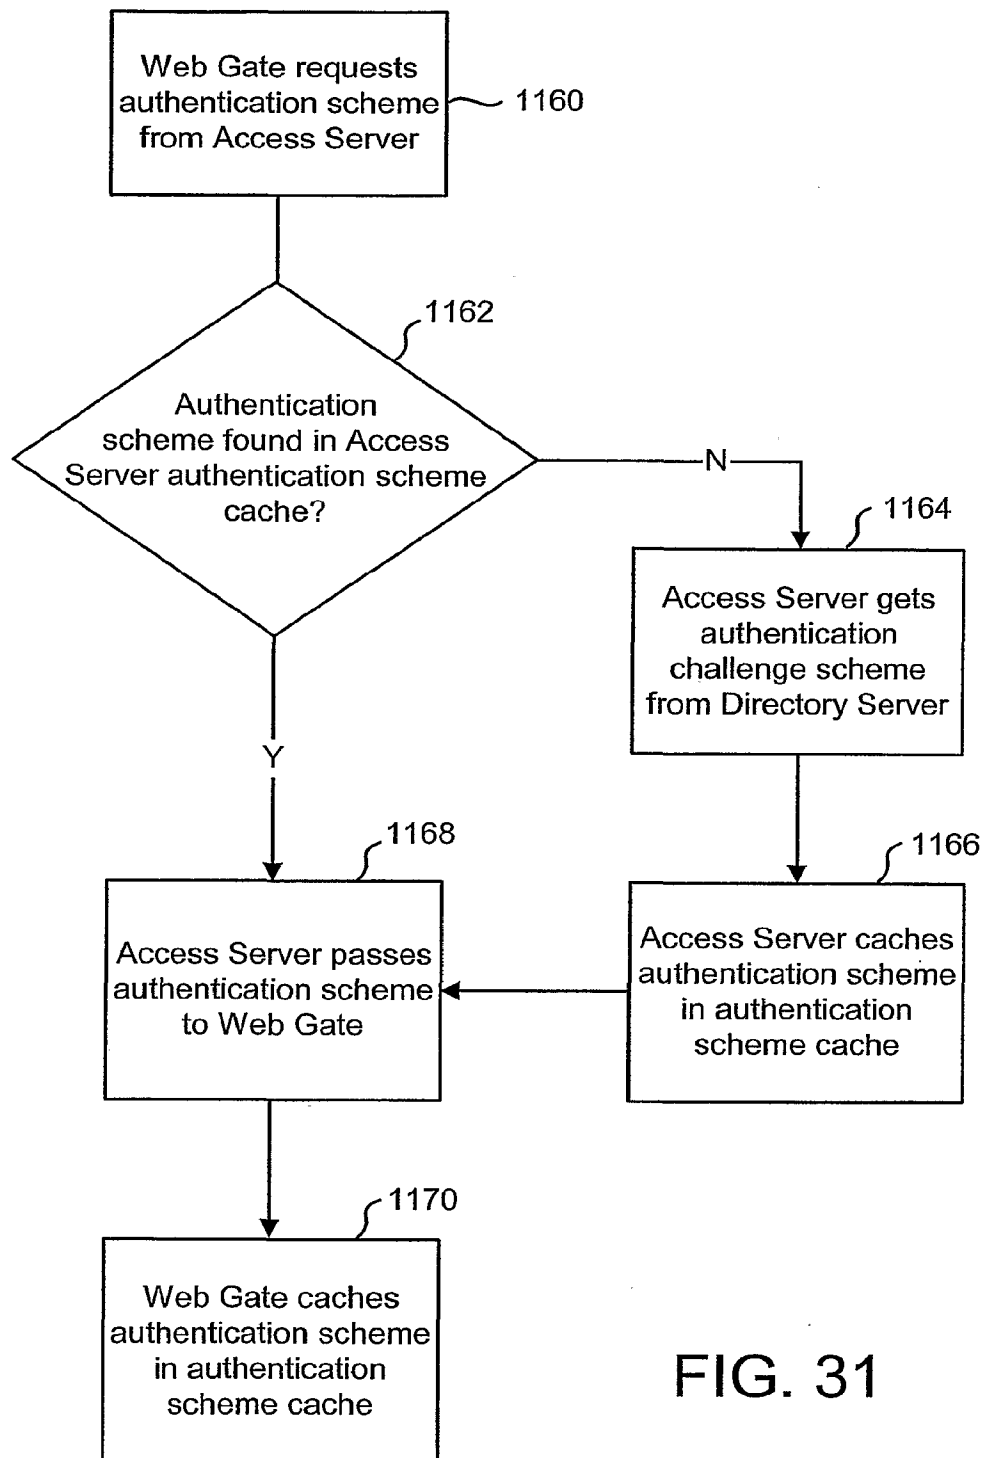 Web Gate requests
authentication scheme
from Access Server
1160
1162
Authentication
scheme found in Access
Server authentication scheme
cache?
N
1164
Access Server gets
authentication
challenge scheme
from Directory Server
Y
1168
1166
Access Server passes
authentication scheme
to Web Gate
Access Server caches
authentication scheme
in authentication
scheme cache
1170
Web Gate caches
authentication scheme
in authentication
scheme cache
FIG. 31